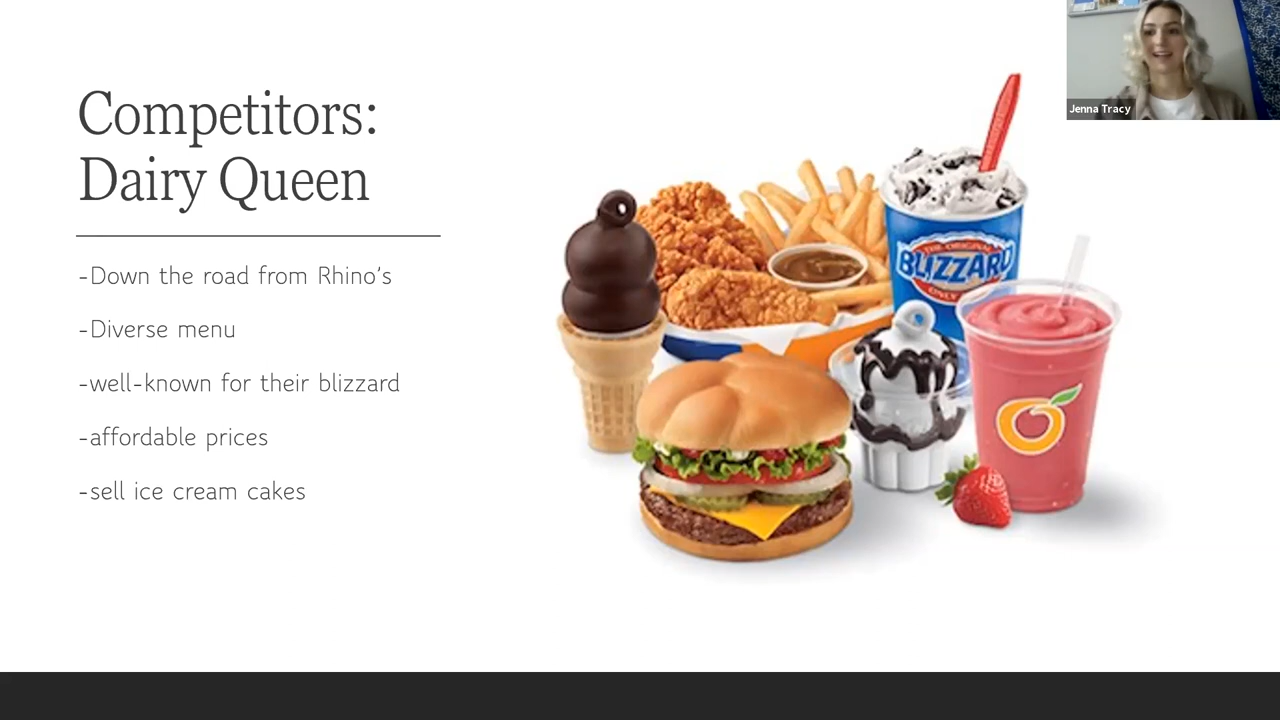 Competitors:
Dairy Queen
-Down the road from Rhino's
-Diverse menu
-well-known for their blizzard
-affordable prices
-sell ice cream cakes
THE ORIGINAL
BLIZZARD
ONLY
Jenna Tracy